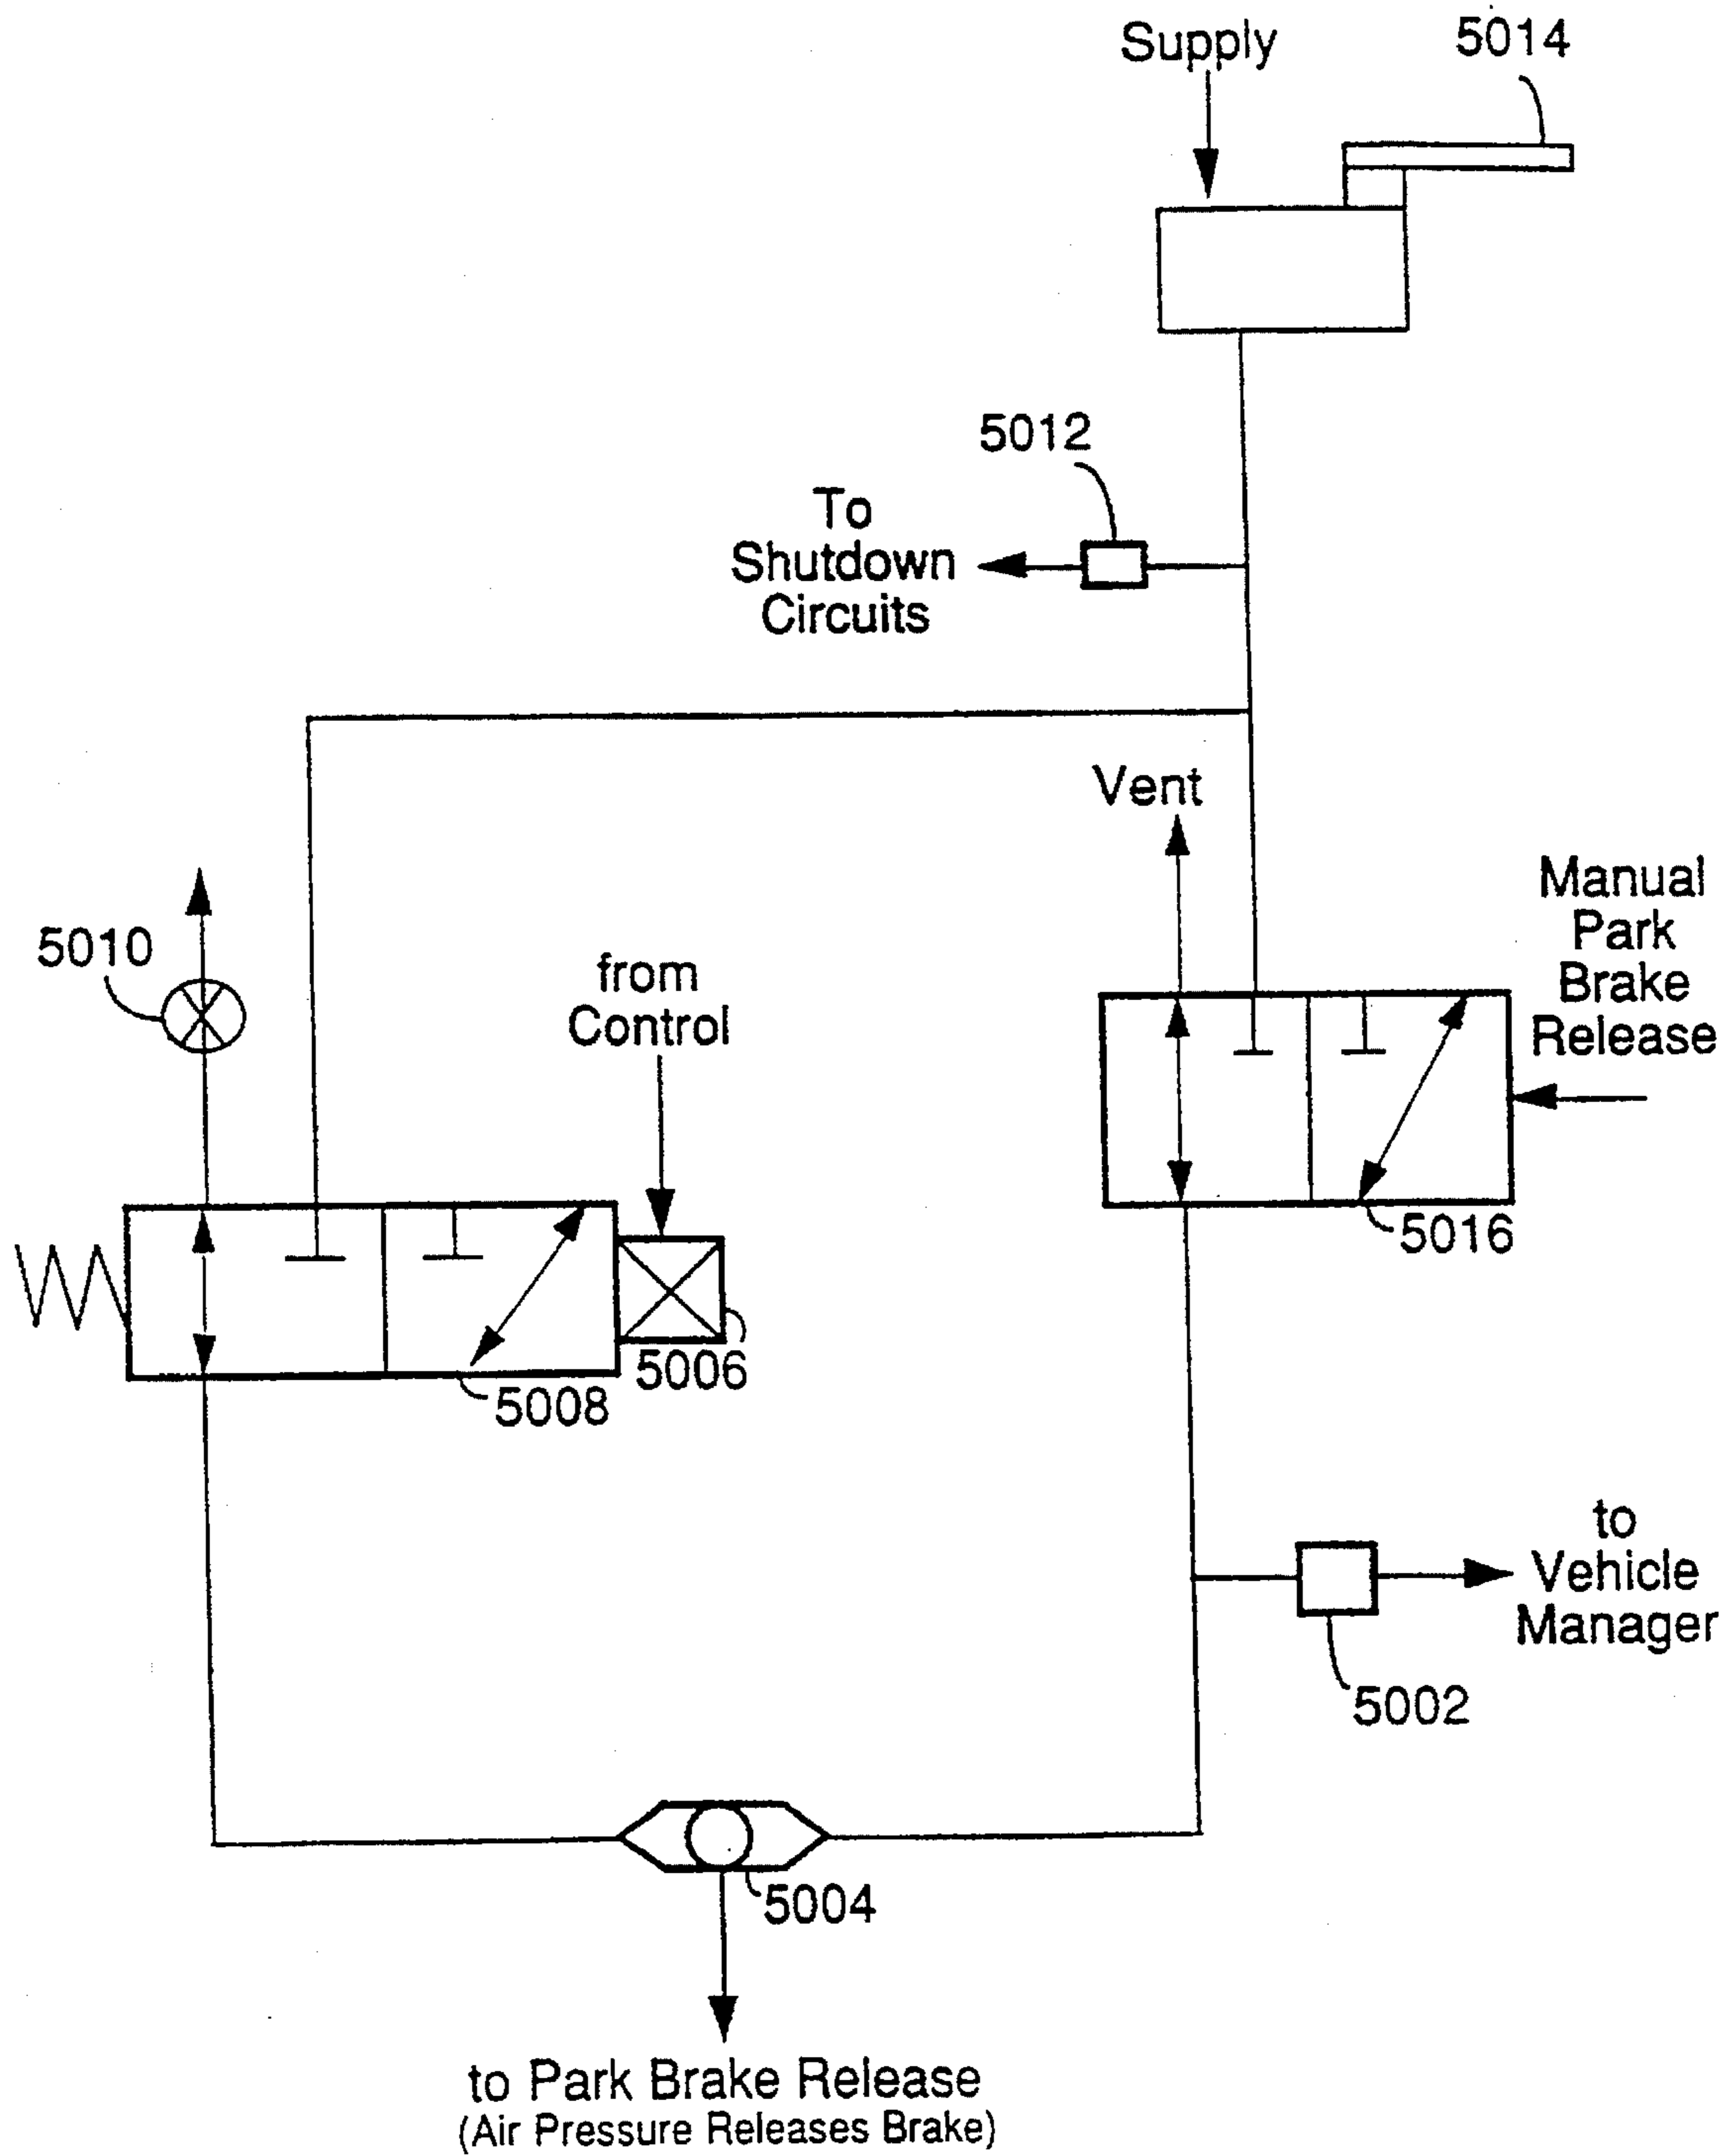 Supply
5014
5012
To
Shutdown
Circuits
Vent
Manual
Park
Brake
Release
5010
from
Control
5016
5006
5008
to
Vehicle
Manager
5002
5004
to Park Brake Release
(Air Pressure Releases Brake)